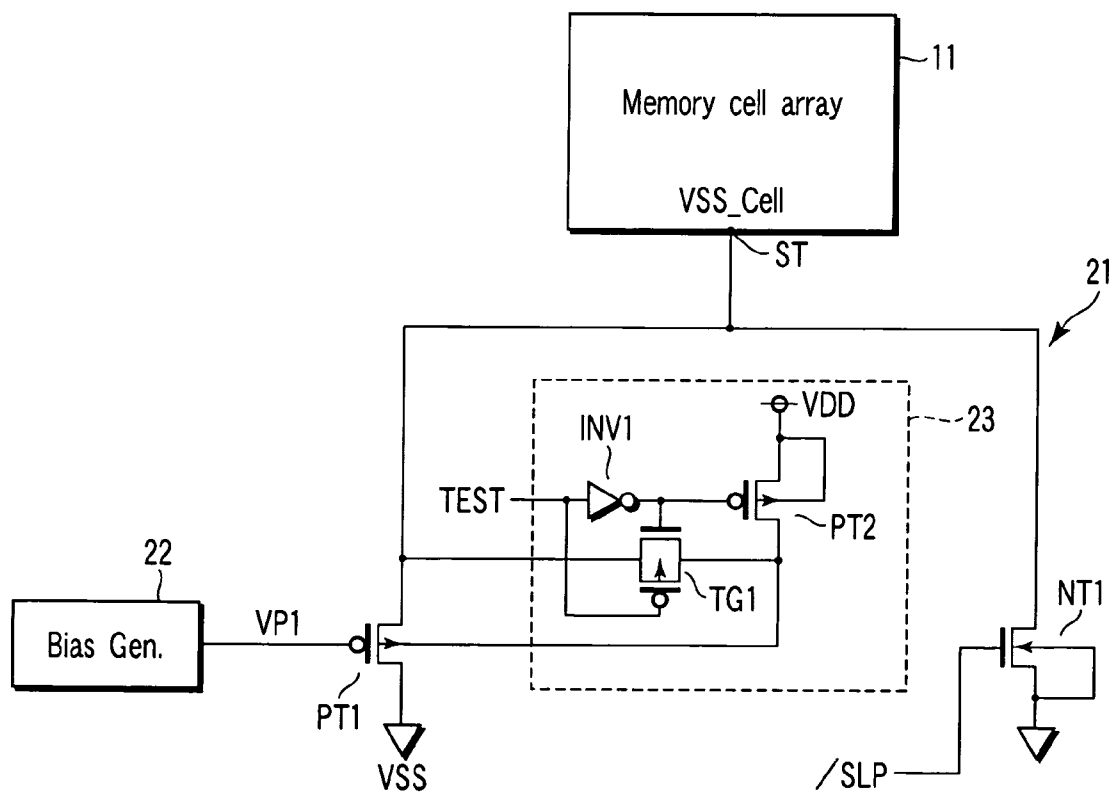 11
Memory cell array
VSS_Cell
ST
21
VDD
23
INV1
TEST
PT2
22
TG1
NT1
VP1
Bias Gen.
PT1
VSS
/SLP